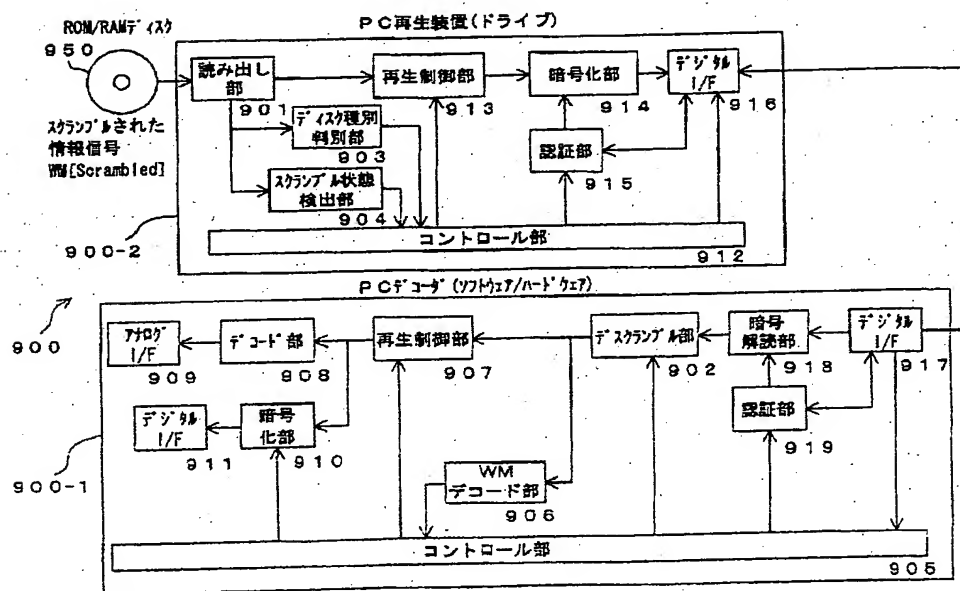 ROM/RAMディスク
950
スクランブルされた
情報信号
WM[Scrambled]
PC再生装置(ドライブ)
読み出し
部
901
再生制御部
913
暗号化部
914
デジタル
I/F
916
ディスク種別
判別部
903
認証部
915
スクランブル状態
検出部
904
コントロール部
912
900-2
PCデコーダ(ソフトウェア/ハードウェア)
900
アナログ
I/F
909
デコード部
908
再生制御部
907
デスクランブル部
902
暗号
解読部
918
デジタル
I/F
917
デジタル
I/F
911
暗号
化部
910
認証部
919
WM
デコード部
906
900-1
コントロール部
905